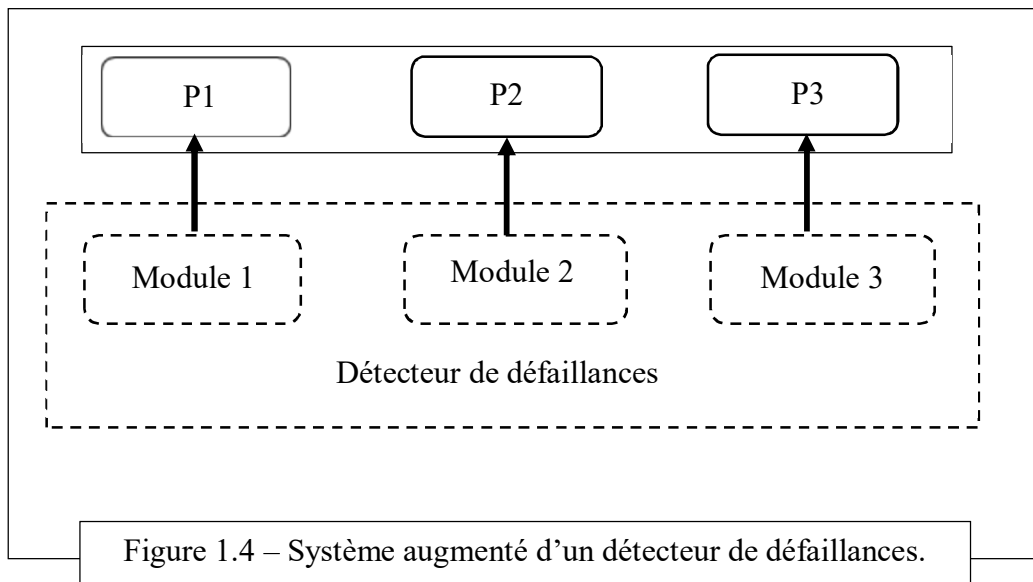 P1 P2 P3
Module 1 Module 2 Module 3
Détecteur de défaillances
Figure 1.4 – Système augmenté d’un détecteur de défaillances.